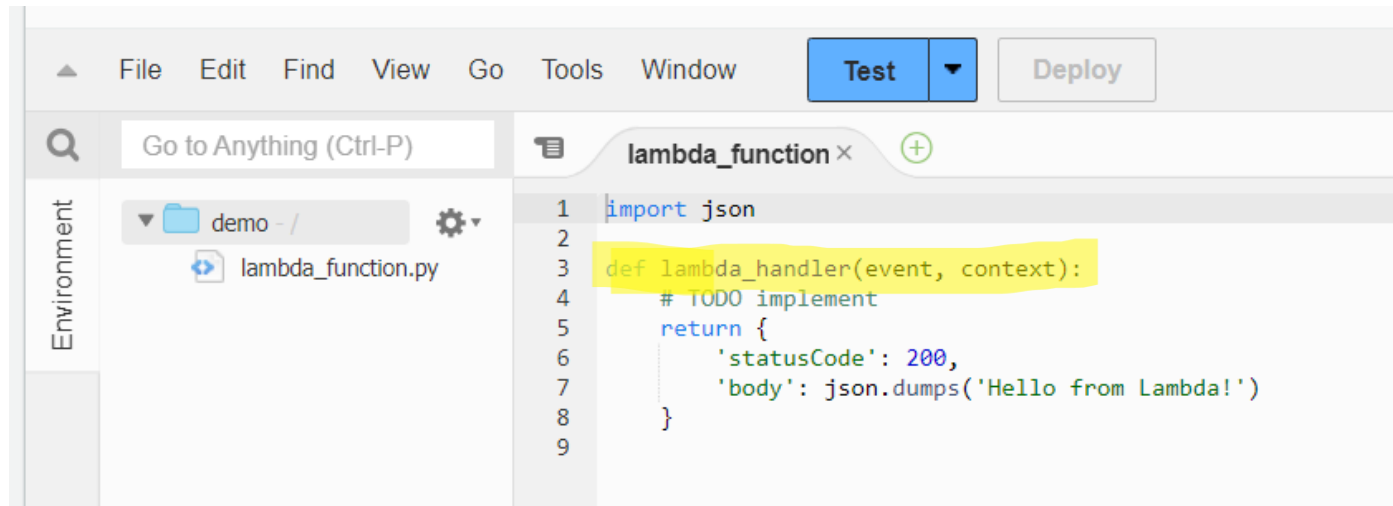 File Edit Find View Go Tools Window Test Deploy
Go to Anything (Ctrl-P)
lambda_function ×
Environment
demo - /
lambda_function.py
1 import json
2
3 def lambda_handler(event, context):
4     # TODO implement
5     return {
6         'statusCode': 200,
7         'body': json.dumps('Hello from Lambda!')
8     }
9